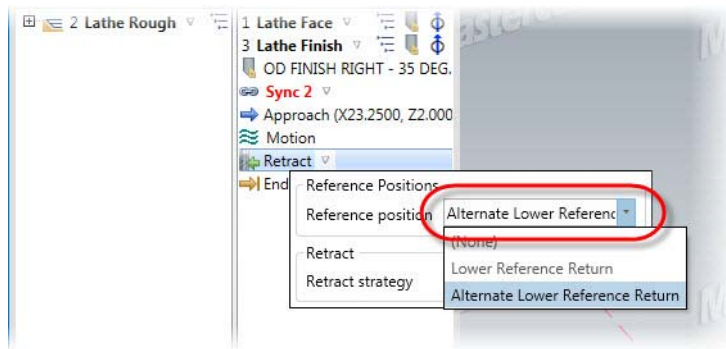 2 Lathe Rough
1 Lathe Face
3 Lathe Finish
OD FINISH RIGHT - 35 DEG.
Sync 2
Approach (X23.2500, Z2.000
Motion
Retract
End
Reference Positions
Reference position Alternate Lower Referenc
(None)
Lower Reference Return
Alternate Lower Reference Return
Retract
Retract strategy